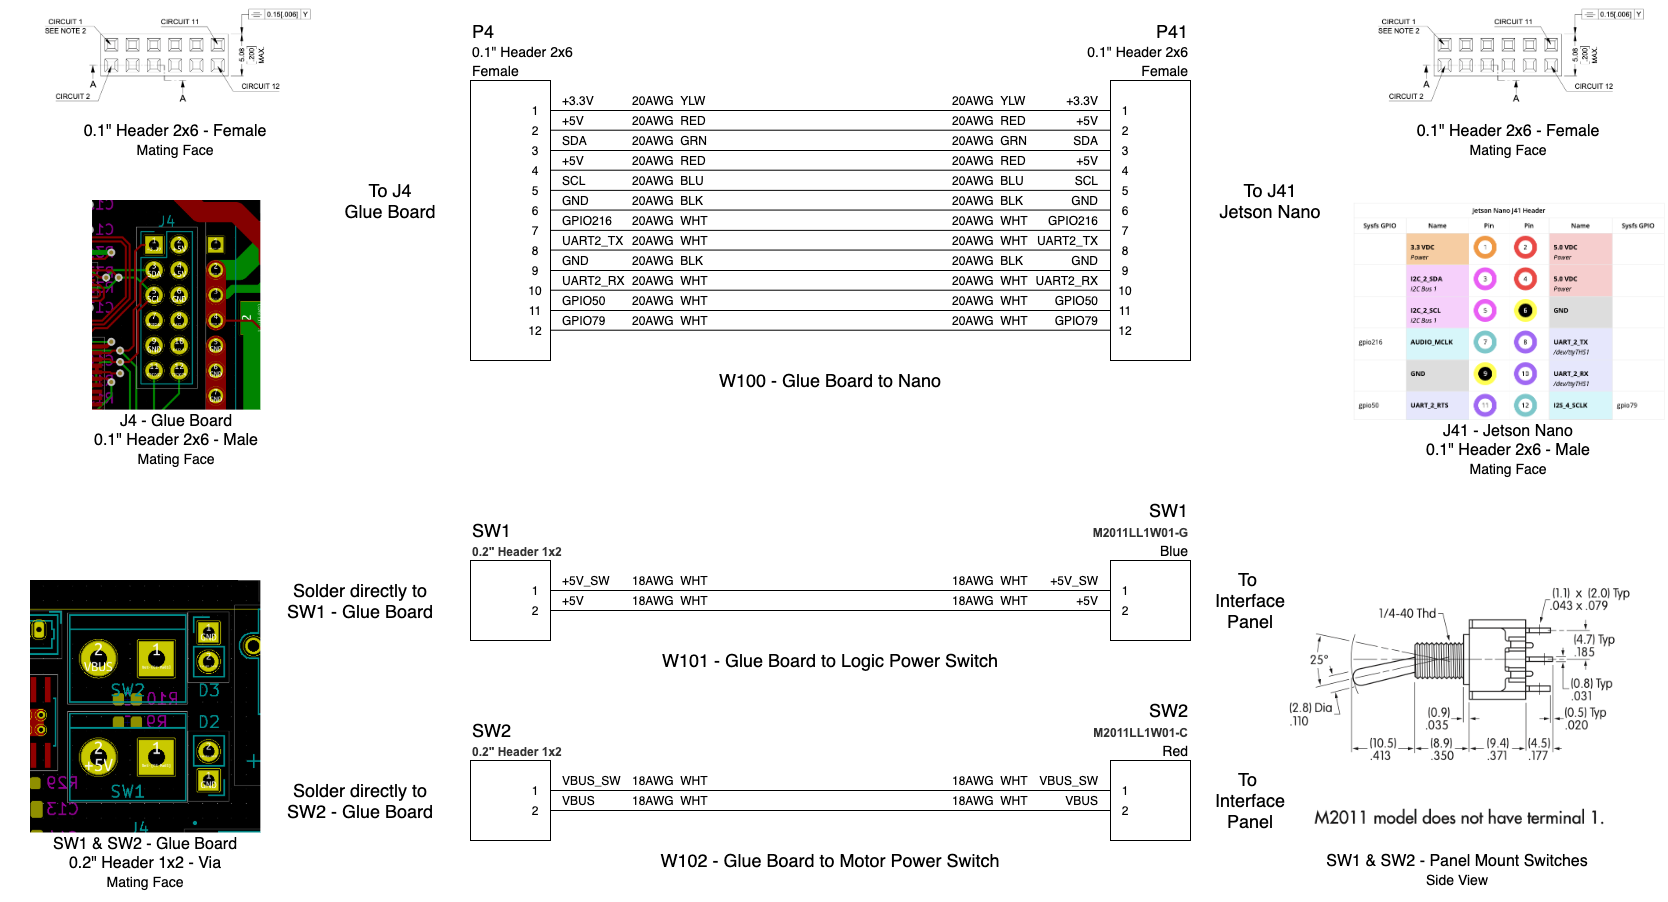 CIRCUIT 1
SEE NOTE 2
CIRCUIT 11
0.15[.006] Y
5.08
[.200]
MAX.
A
A
CIRCUIT 2
CIRCUIT 12
0.1" Header 2x6 - Female
Mating Face
P4
0.1" Header 2x6
Female
P41
0.1" Header 2x6
Female
+3.3V 20AWG YLW 20AWG YLW +3.3V
1 1
+5V 20AWG RED 20AWG RED +5V
2 2
SDA 20AWG GRN 20AWG GRN SDA
3 3
+5V 20AWG RED 20AWG RED +5V
4 4
SCL 20AWG BLU 20AWG BLU SCL
5 5
GND 20AWG BLK 20AWG BLK GND
6 6
GPIO216 20AWG WHT 20AWG WHT GPIO216
7 7
UART2_TX 20AWG WHT 20AWG WHT UART2_TX
8 8
GND 20AWG BLK 20AWG BLK GND
9 9
UART2_RX 20AWG WHT 20AWG WHT UART2_RX
10 10
GPIO50 20AWG WHT 20AWG WHT GPIO50
11 11
GPIO79 20AWG WHT 20AWG WHT GPIO79
12 12
To J4
Glue Board
To J41
Jetson Nano
W100 - Glue Board to Nano
CIRCUIT 1
SEE NOTE 2
CIRCUIT 11
0.15[.006] Y
5.08
[.200]
MAX.
A
A
CIRCUIT 2
CIRCUIT 12
0.1" Header 2x6 - Female
Mating Face
J4
2
J4 - Glue Board
0.1" Header 2x6 - Male
Mating Face
Jetson Nano J41 Header
Sysfs GPIO Name Pin Pin Name Sysfs GPIO
3.3 VDC 1 2 5.0 VDC
Power Power
I2C_2_SDA 3 4 5.0 VDC
I2C Bus 1 Power
I2C_2_SCL 5 6 GND
I2C Bus 1
gpio216 AUDIO_MCLK 7 8 UART_2_TX
/dev/ttyTHS1
GND 9 10 UART_2_RX
/dev/ttyTHS1
gpio50 UART_2_RTS 11 12 I2S_4_SCLK gpio79
J41 - Jetson Nano
0.1" Header 2x6 - Male
Mating Face
SW1
0.2" Header 1x2
SW1
M2011LL1W01-G
Blue
Solder directly to
SW1 - Glue Board
+5V_SW 18AWG WHT 18AWG WHT +5V_SW
1 1
+5V 18AWG WHT 18AWG WHT +5V
2 2
To
Interface
Panel
W101 - Glue Board to Logic Power Switch
SW2
0.2" Header 1x2
SW2
M2011LL1W01-C
Red
Solder directly to
SW2 - Glue Board
VBUS_SW 18AWG WHT 18AWG WHT VBUS_SW
1 1
VBUS 18AWG WHT 18AWG WHT VBUS
2 2
To
Interface
Panel
W102 - Glue Board to Motor Power Switch
2 1
VBUS
GND
SW2
R10
D3
R9
D2
2 1
+5V
SW1
R29
C13
J4
SW1 & SW2 - Glue Board
0.2" Header 1x2 - Via
Mating Face
1/4-40 Thd
(1.1) x (2.0) Typ
.043 x .079
(4.7) Typ
.185
25°
(0.8) Typ
.031
(2.8) Dia
.110
(0.9)
.035
(0.5) Typ
.020
(10.5)
.413
(8.9)
.350
(9.4)
.371
(4.5)
.177
M2011 model does not have terminal 1.
SW1 & SW2 - Panel Mount Switches
Side View